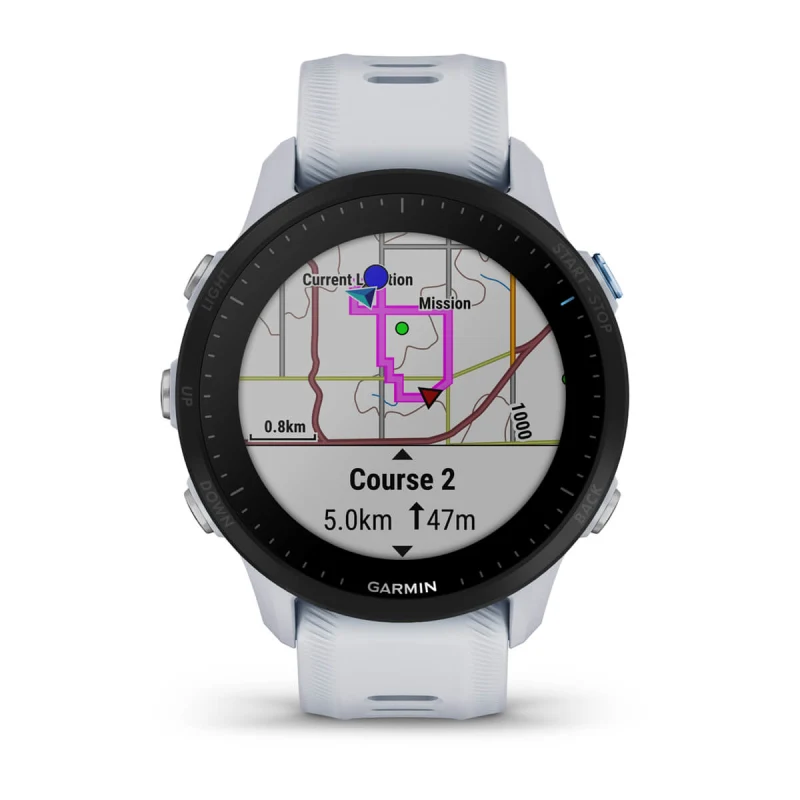 LIGHT
START - STOP
UP
DOWN
BACK
Current L tion
Mission
0.8km
1000
Course 2
5.0km 47m
GARMIN